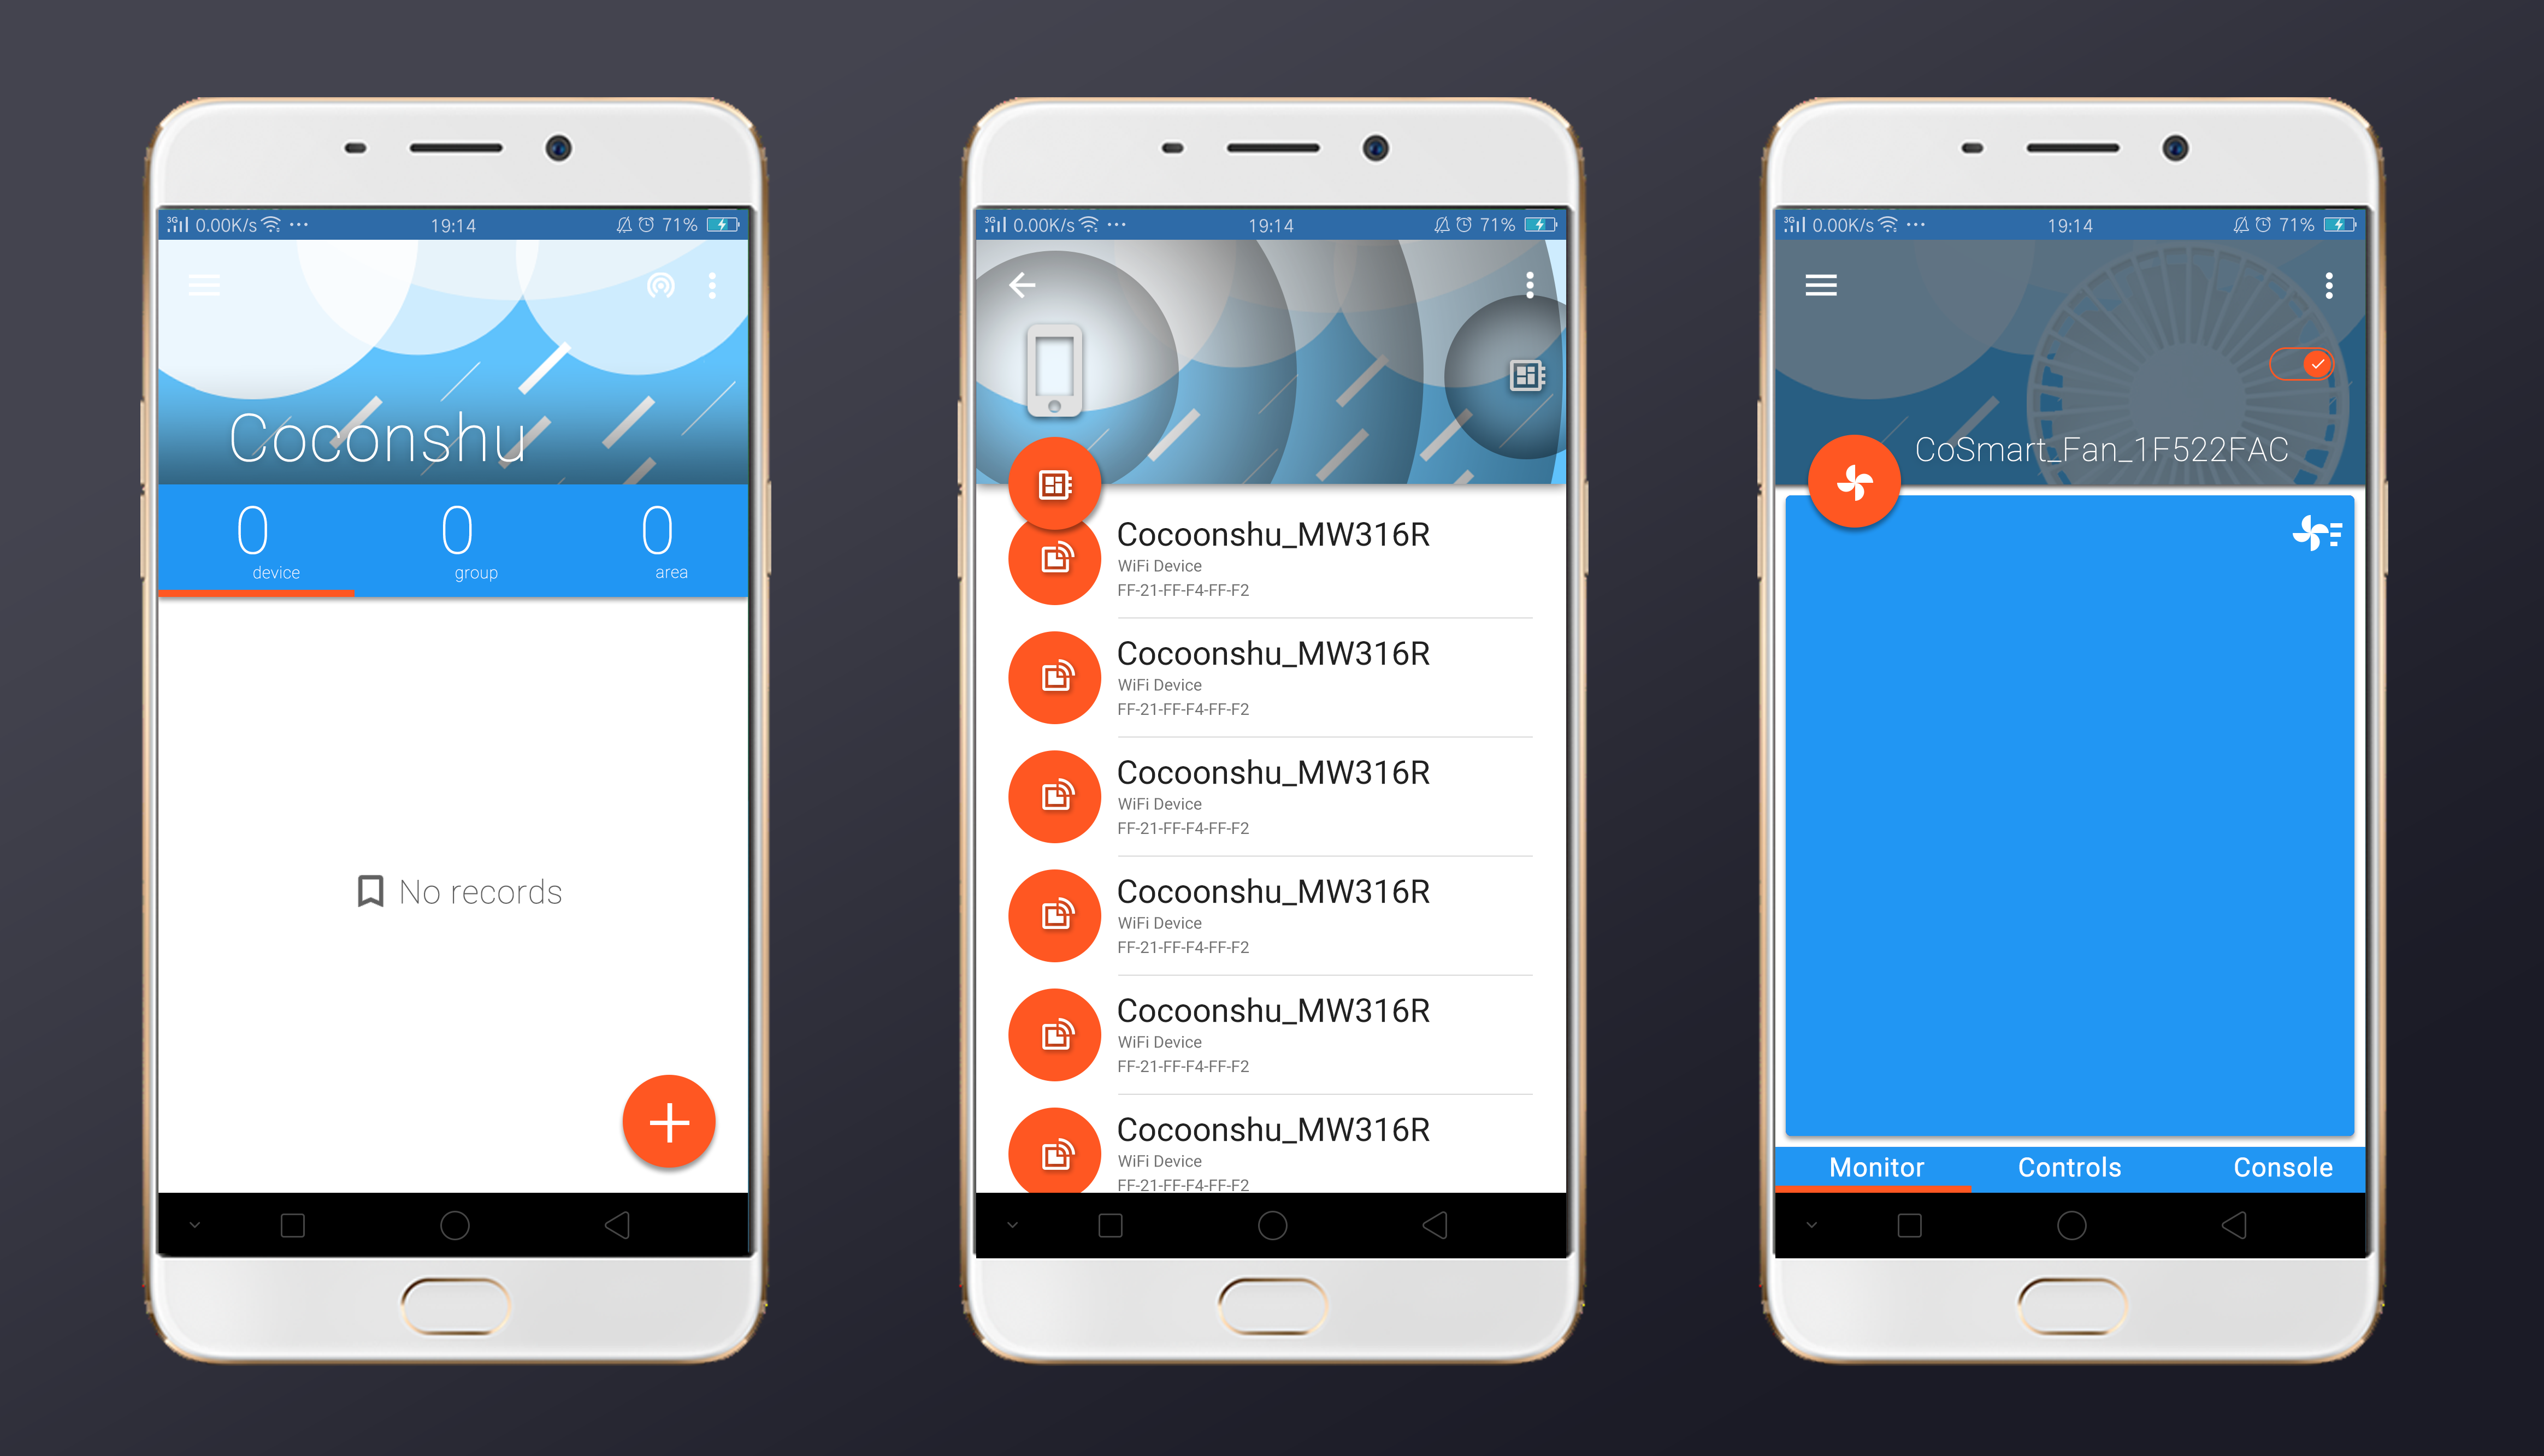 3G 0.00K/s ••• 19:14 71%
Coconshu
0 0 0
device group area
No records
3G 0.00K/s ••• 19:14 71%
Cocoonshu_MW316R
WiFi Device
FF-21-FF-F4-FF-F2
Cocoonshu_MW316R
WiFi Device
FF-21-FF-F4-FF-F2
Cocoonshu_MW316R
WiFi Device
FF-21-FF-F4-FF-F2
Cocoonshu_MW316R
WiFi Device
FF-21-FF-F4-FF-F2
Cocoonshu_MW316R
WiFi Device
FF-21-FF-F4-FF-F2
Cocoonshu_MW316R
WiFi Device
FF-21-FF-F4-FF-F2
3G 0.00K/s ••• 19:14 71%
CoSmart_Fan_1F522FAC
Monitor Controls Console